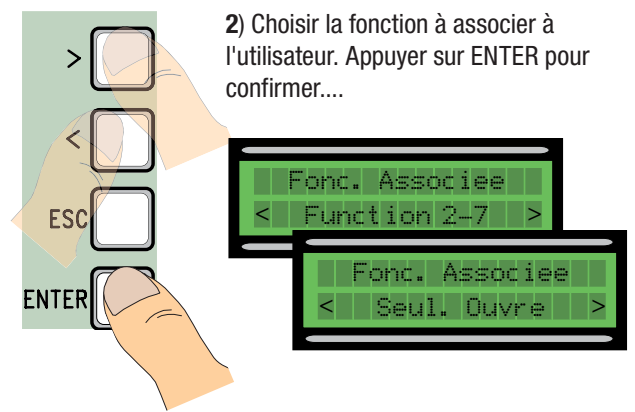 2) Choisir la fonction à associer à
l'utilisateur. Appuyer sur ENTER pour
confirmer....
>
<
ESC
ENTER
Fonc. Associee
< Function 2-7 >
Fonc. Associee
< Seul. Ouvre >